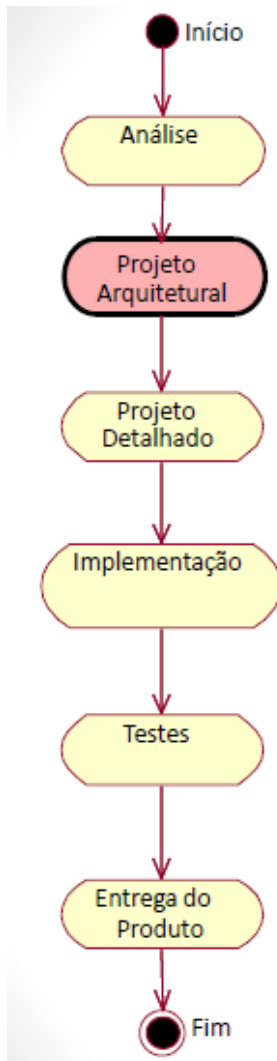 Início
Análise
Projeto
Arquitetural
Projeto
Detalhado
Implementação
Testes
Entrega do
Produto
Fim